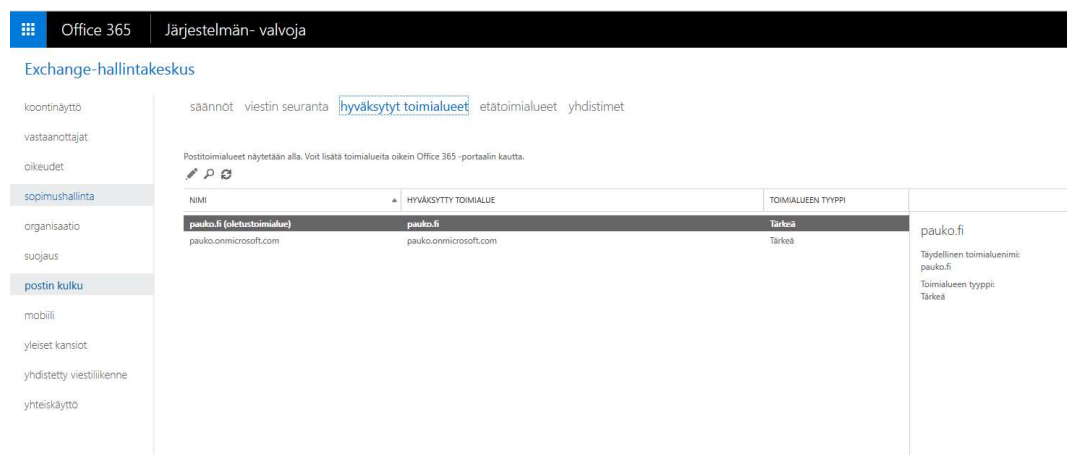 Office 365
Järjestelmän- valvoja
Exchange-hallintakeskus
koontinäyttö
vastaanottajat
oikeudet
sopimushallinta
organisaatio
suojaus
postin kulku
mobiili
yleiset kansiot
yhdistetty viestiliikenne
yhteiskäyttö
säännöt viestin seuranta hyväksytyt toimialueet etätoimialueet yhdistimet
Postitoimialueet näytetään alla. Voit lisätä toimialueita oikein Office 365 -portaalin kautta.
NIMI HYVÄKSYTTY TOIMIALUE TOIMIALUEEN TYYPPI
pauko.fi (oletustoimialue) pauko.fi Tärkeä
pauko.onmicrosoft.com pauko.onmicrosoft.com Tärkeä
pauko.fi
Täydellinen toimialuenimi:
pauko.fi
Toimialueen tyyppi:
Tärkeä